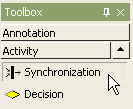 Toolbox
Annotation
Activity
Synchronization
Decision